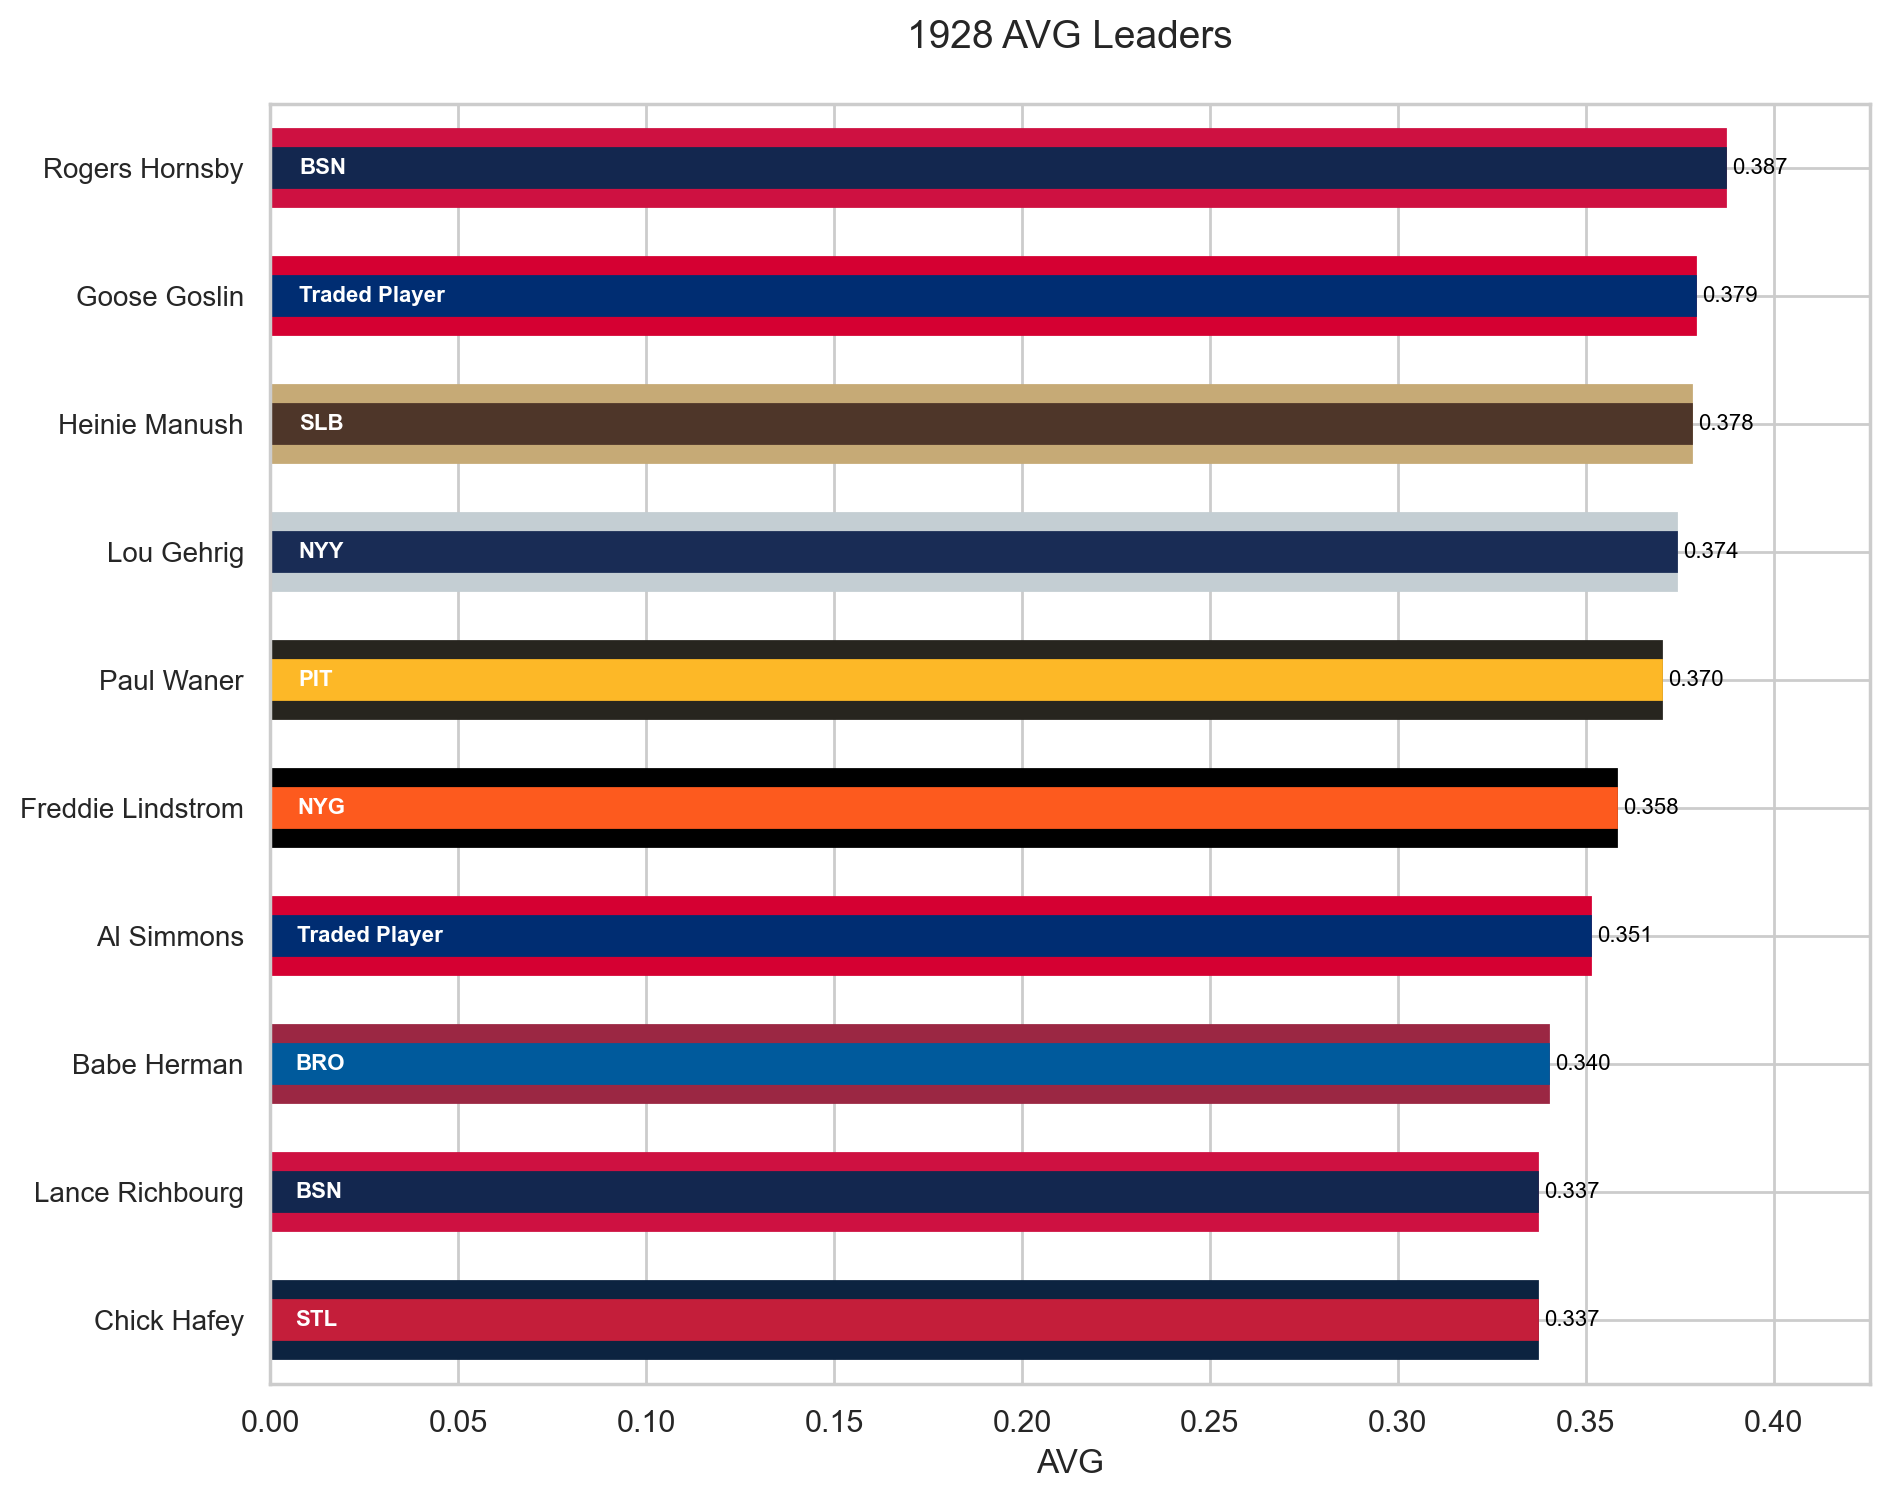 1928 AVG Leaders
Rogers Hornsby BSN 0.387
Goose Goslin Traded Player 0.379
Heinie Manush SLB 0.378
Lou Gehrig NYY 0.374
Paul Waner PIT 0.370
Freddie Lindstrom NYG 0.358
Al Simmons Traded Player 0.351
Babe Herman BRO 0.340
Lance Richbourg BSN 0.337
Chick Hafey STL 0.337
0.00 0.05 0.10 0.15 0.20 0.25 0.30 0.35 0.40
AVG